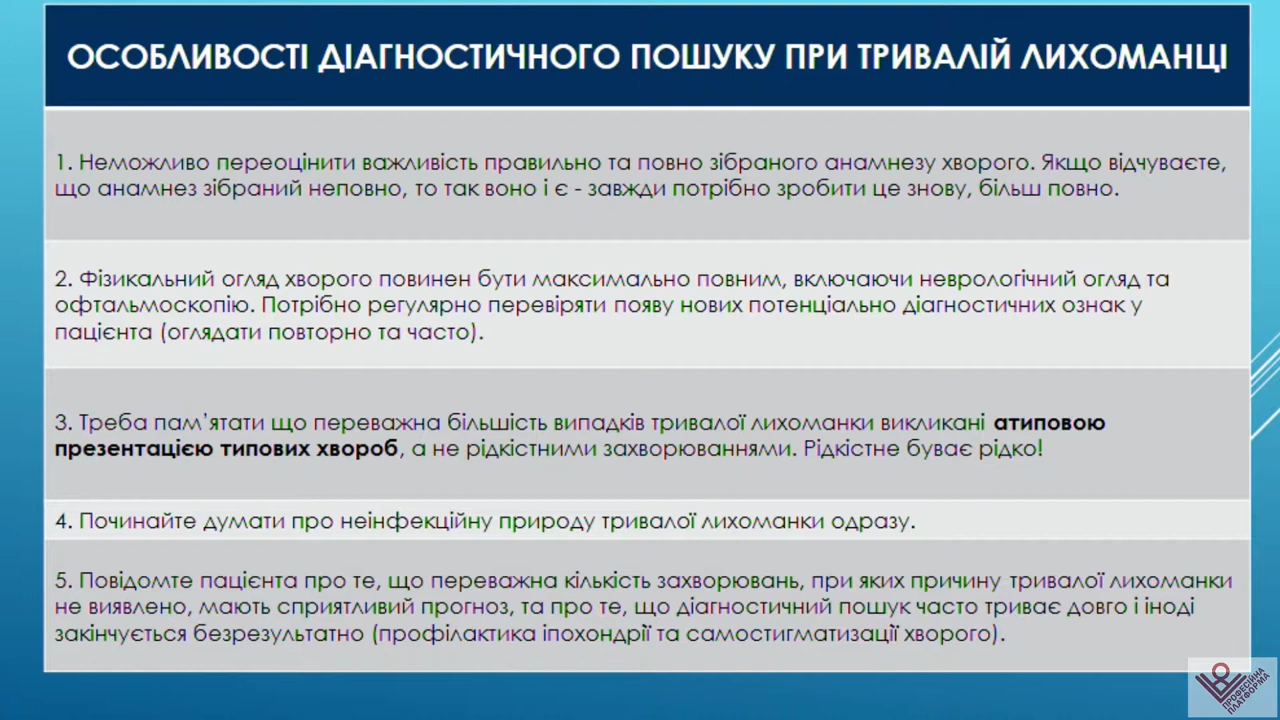 ОСОБЛИВОСТІ ДІАГНОСТИЧНОГО ПОШУКУ ПРИ ТРИВАЛІЙ ЛИХОМАНЦІ
1. Неможливо переоцінити важливість правильно та повно зібраного анамнезу хворого. Якщо відчуваєте,
що анамнез зібраний неповно, то так воно і є - завжди потрібно зробити це знову, більш повно.
2. Фізикальний огляд хворого повинен бути максимально повним, включаючи неврологічний огляд та
офтальмоскопію. Потрібно регулярно перевіряти появу нових потенціально діагностичних ознак у
пацієнта (оглядати повторно та часто).
3. Треба пам'ятати що переважна більшість випадків тривалої лихоманки викликані атиповою
презентацією типових хвороб, а не рідкістними захворюваннями. Рідкістне буває рідко!
4. Починайте думати про неінфекційну природу тривалої лихоманки одразу.
5. Повідомте пацієнта про те, що переважна кількість захворювань, при яких причину тривалої лихоманки
не виявлено, мають сприятливий прогноз, та про те, що діагностичний пошук часто триває довго і іноді
закінчується безрезультатно (профілактика іпохондрії та самостигматизації хворого).
ПРОФЕСІЙНА
ПЛАТФОРМА